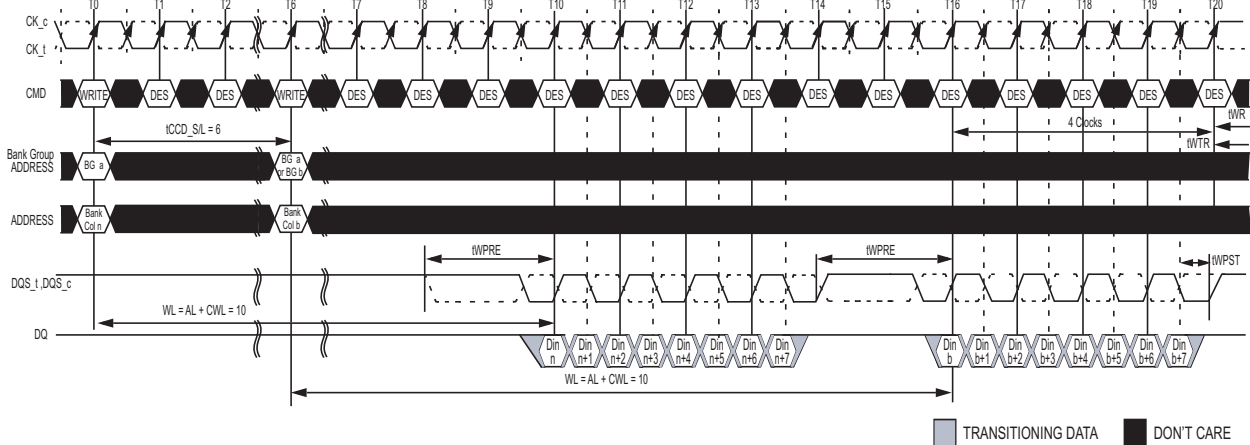 T0 T1 T2 T6 T7 T8 T9 T10 T11 T12 T13 T14 T15 T16 T17 T18 T19 T20
CK_c
CK_t
CMD WRITE DES DES WRITE DES DES DES DES DES DES DES DES DES DES DES DES DES DES
tCCD_S/L = 6
4 Clocks
tWR
tWTR
Bank Group
ADDRESS
BG a
BG a
or BG b
ADDRESS
Bank
Col n
Bank
Col b
tWPRE
tWPRE
tWPST
DQS_t ,DQS_c
WL = AL + CWL = 10
DQ
Din Din Din Din Din Din Din Din Din Din Din Din Din Din Din Din
n n+1 n+2 n+3 n+4 n+5 n+6 n+7 b b+1 b+2 b+3 b+4 b+5 b+6 b+7
WL = AL + CWL = 10
TRANSITIONING DATA
DON'T CARE